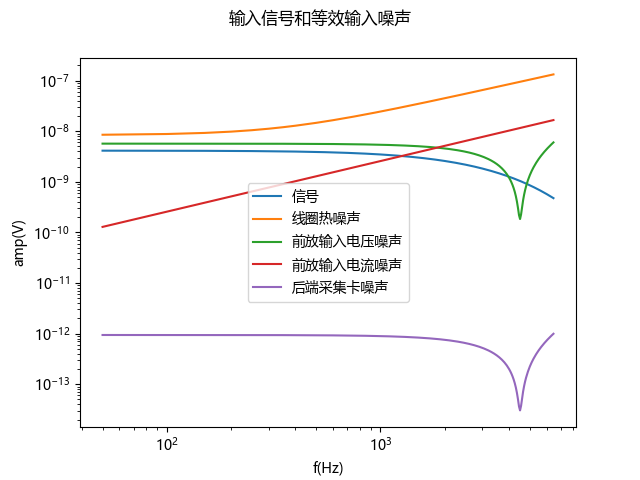 输入信号和等效输入噪声
amp(V)
10⁻⁷
10⁻⁸
10⁻⁹
10⁻¹⁰
10⁻¹¹
10⁻¹²
10⁻¹³
信号
线圈热噪声
前放输入电压噪声
前放输入电流噪声
后端采集卡噪声
10² 10³
f(Hz)